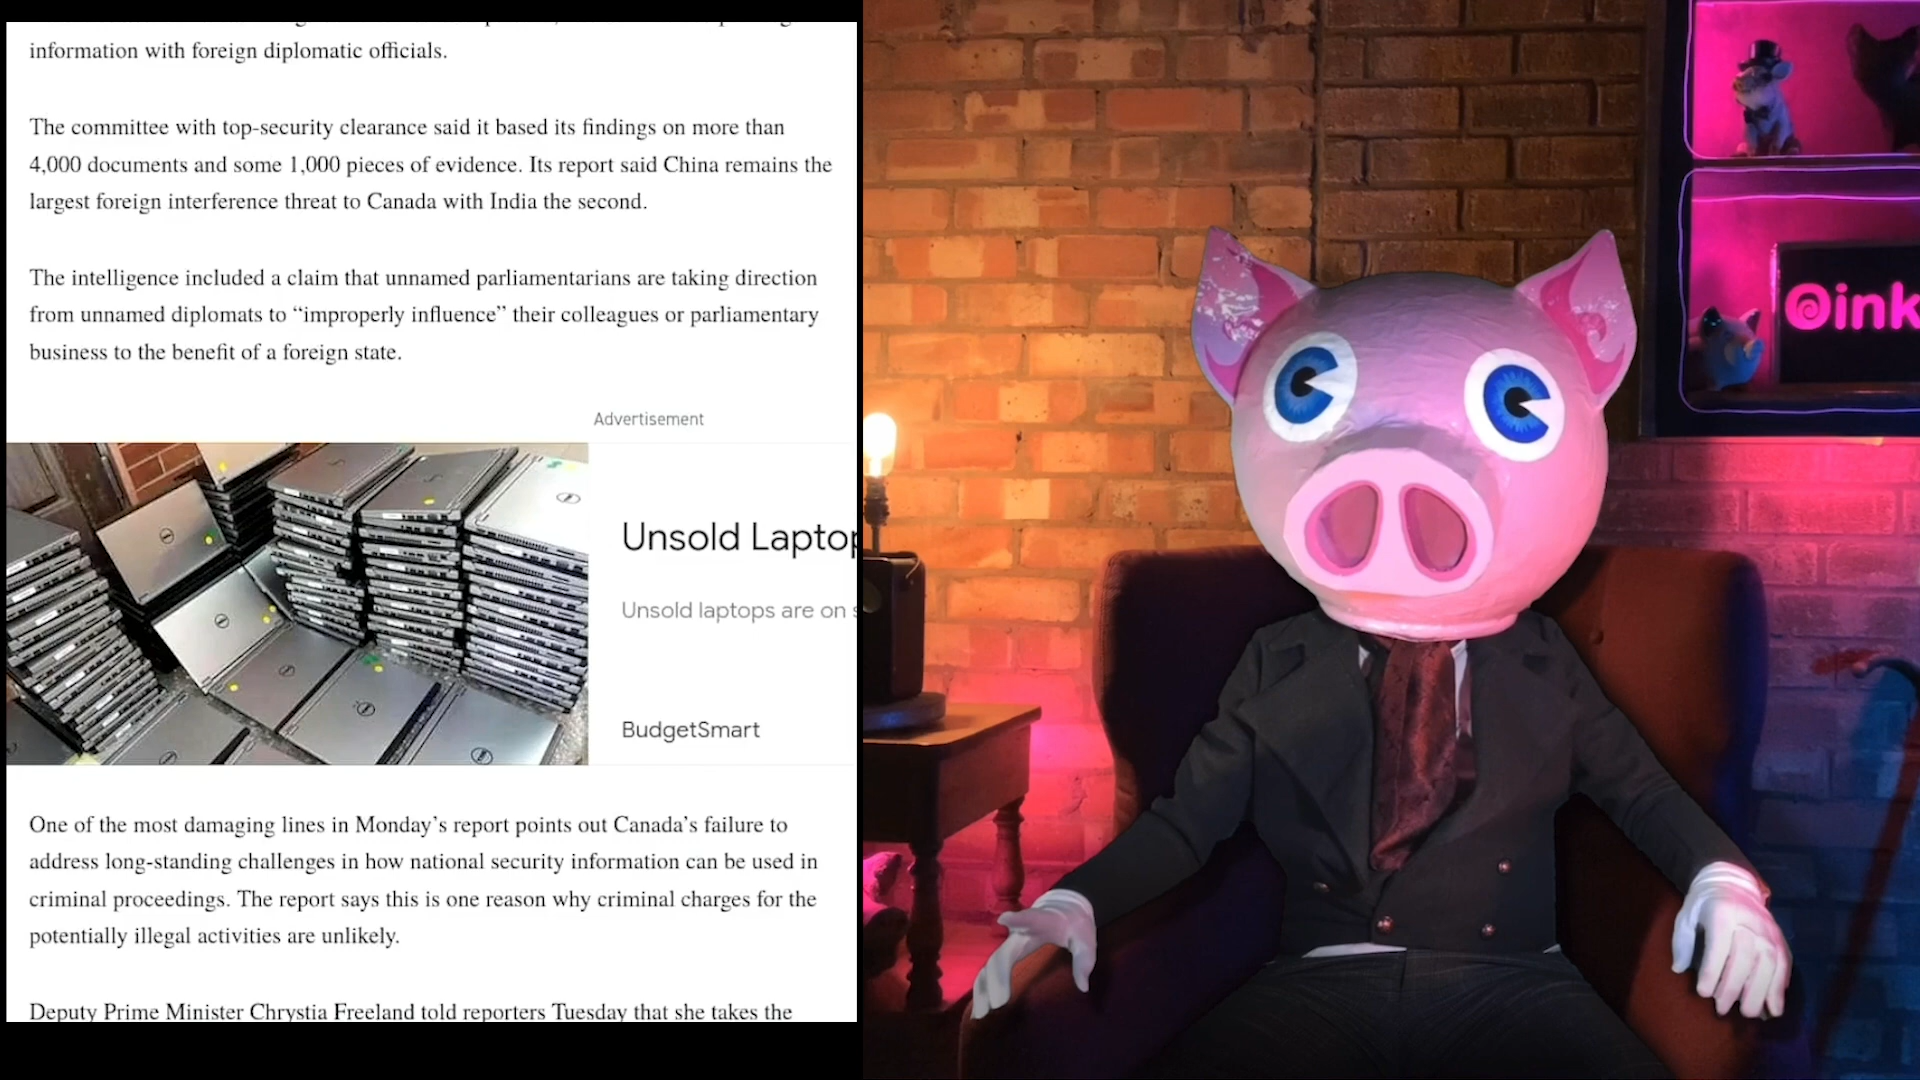 information with foreign diplomatic officials.
The committee with top-security clearance said it based its findings on more than
4,000 documents and some 1,000 pieces of evidence. Its report said China remains the
largest foreign interference threat to Canada with India the second.
The intelligence included a claim that unnamed parliamentarians are taking direction
from unnamed diplomats to “improperly influence” their colleagues or parliamentary
business to the benefit of a foreign state.
Advertisement
Unsold Laptop
Unsold laptops are on s
BudgetSmart
One of the most damaging lines in Monday’s report points out Canada’s failure to
address long-standing challenges in how national security information can be used in
criminal proceedings. The report says this is one reason why criminal charges for the
potentially illegal activities are unlikely.
Deputy Prime Minister Chrystia Freeland told reporters Tuesday that she takes the
Oink